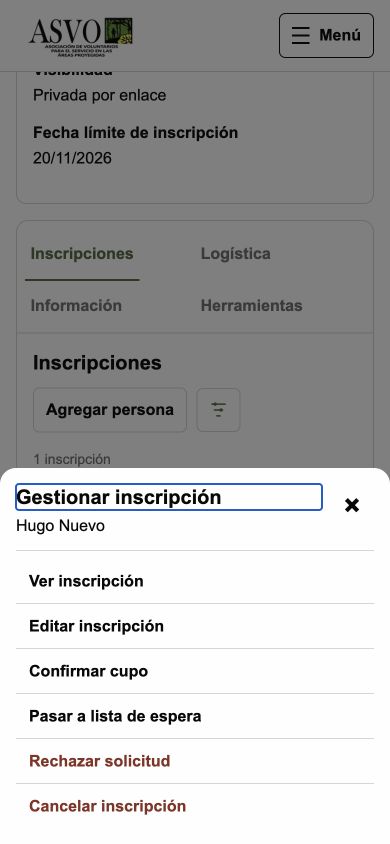 ASVO
ASOCIACIÓN DE VOLUNTARIOS
PARA EL SERVICIO EN LAS
ÁREAS PROTEGIDAS
Menú
Visibilidad
Privada por enlace
Fecha límite de inscripción
20/11/2026
Inscripciones
Logística
Información
Herramientas
Inscripciones
Agregar persona
1 inscripción
Gestionar inscripción
Hugo Nuevo
Ver inscripción
Editar inscripción
Confirmar cupo
Pasar a lista de espera
Rechazar solicitud
Cancelar inscripción